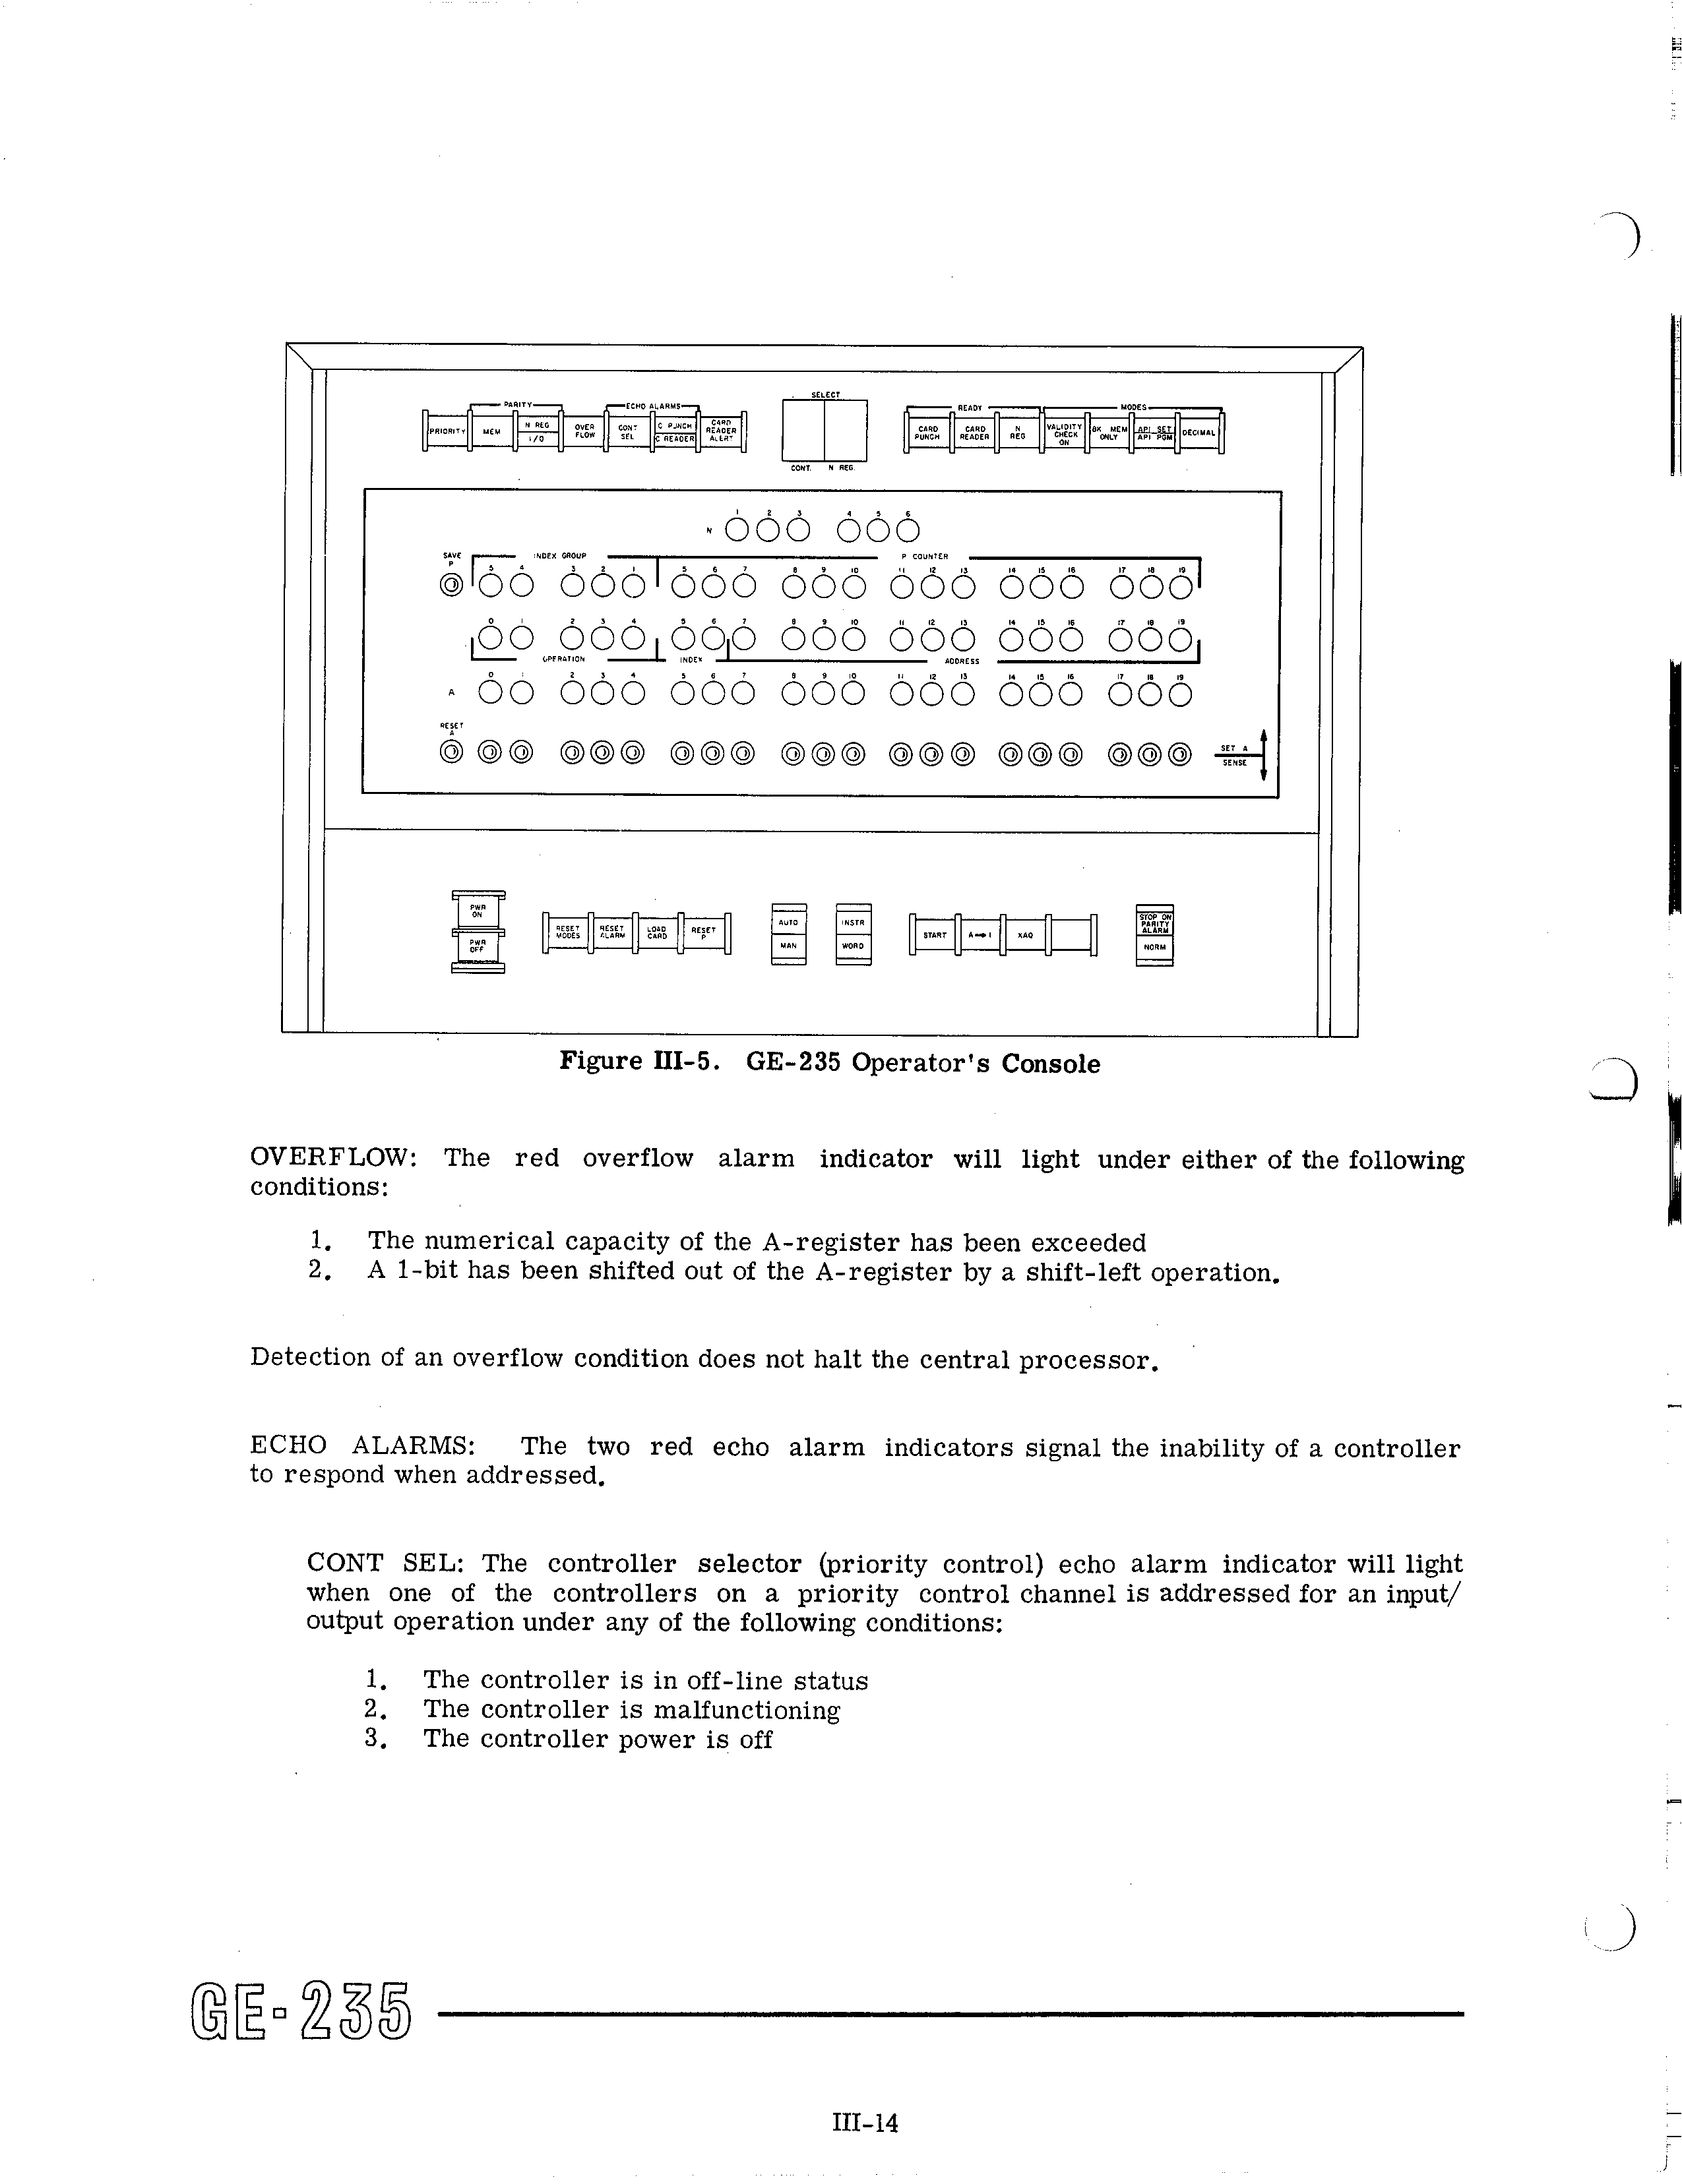 SELECT
PARITY ECHO ALARMS READY MODES
PRIORITY MEM N REG I/O OVER FLOW CONT SEL C PUNCH C READER CARD READER ALERT CARD PUNCH CARD READER N REG VALIDITY CHECK ON 8K MEM ONLY API SET API PGM DECIMAL
CONT. N REG.
1 2 3 4 5 6
N
SAVE P INDEX GROUP P COUNTER
5 4 3 2 1 5 6 7 8 9 10 11 12 13 14 15 16 17 18 19
0 1 2 3 4 5 6 7 8 9 10 11 12 13 14 15 16 17 18 19
OPERATION INDEX ADDRESS
0 1 2 3 4 5 6 7 8 9 10 11 12 13 14 15 16 17 18 19
A
RESET A
SET A
SENSE
PWR ON
PWR OFF
RESET MODES RESET ALARM LOAD CARD RESET P
AUTO
MAN
INSTR
WORD
START A→I XAQ
STOP ON PARITY ALARM
NORM
Figure III-5. GE-235 Operator's Console
OVERFLOW: The red overflow alarm indicator will light under either of the following
conditions:
1. The numerical capacity of the A-register has been exceeded
2. A 1-bit has been shifted out of the A-register by a shift-left operation.
Detection of an overflow condition does not halt the central processor.
ECHO ALARMS: The two red echo alarm indicators signal the inability of a controller
to respond when addressed.
CONT SEL: The controller selector (priority control) echo alarm indicator will light
when one of the controllers on a priority control channel is addressed for an input/
output operation under any of the following conditions:
1. The controller is in off-line status
2. The controller is malfunctioning
3. The controller power is off
GE-235
III-14